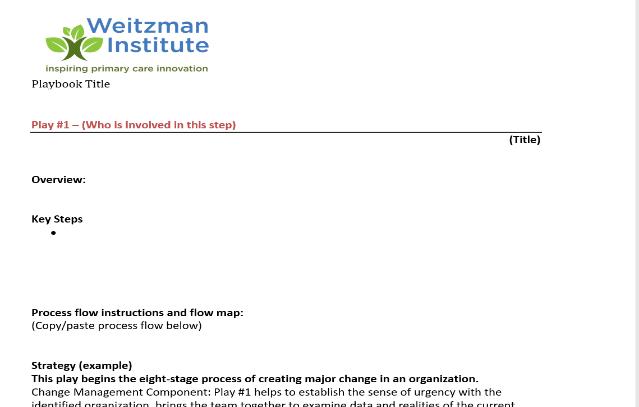 Weitzman
Institute
inspiring primary care innovation
Playbook Title
Play #1 – (Who is involved in this step)
(Title)
Overview:
Key Steps
•
Process flow instructions and flow map:
(Copy/paste process flow below)
Strategy (example)
This play begins the eight-stage process of creating major change in an organization.
Change Management Component: Play #1 helps to establish the sense of urgency with the
identified organization, brings the team together to examine data and realities of the current